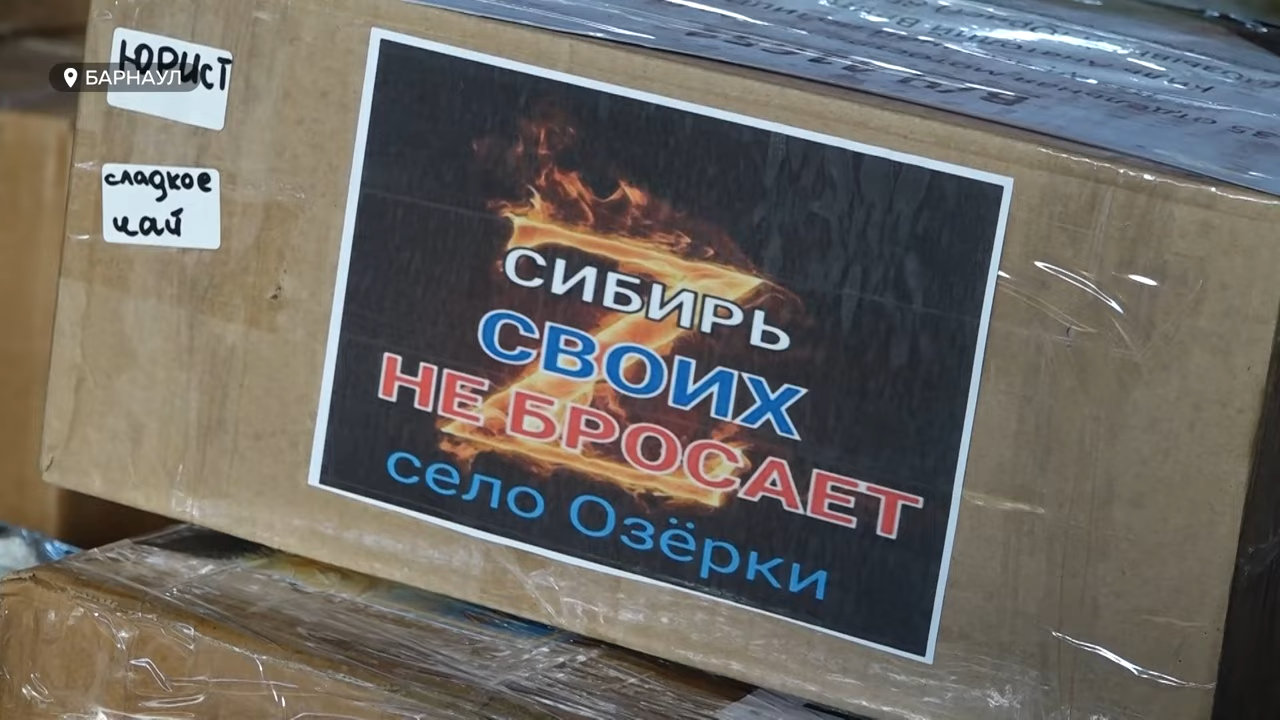 ЮРИСТ
БАРНАУЛ
сладкое
чай
СИБИРЬ
СВОИХ
НЕ БРОСАЕТ
село Озёрки